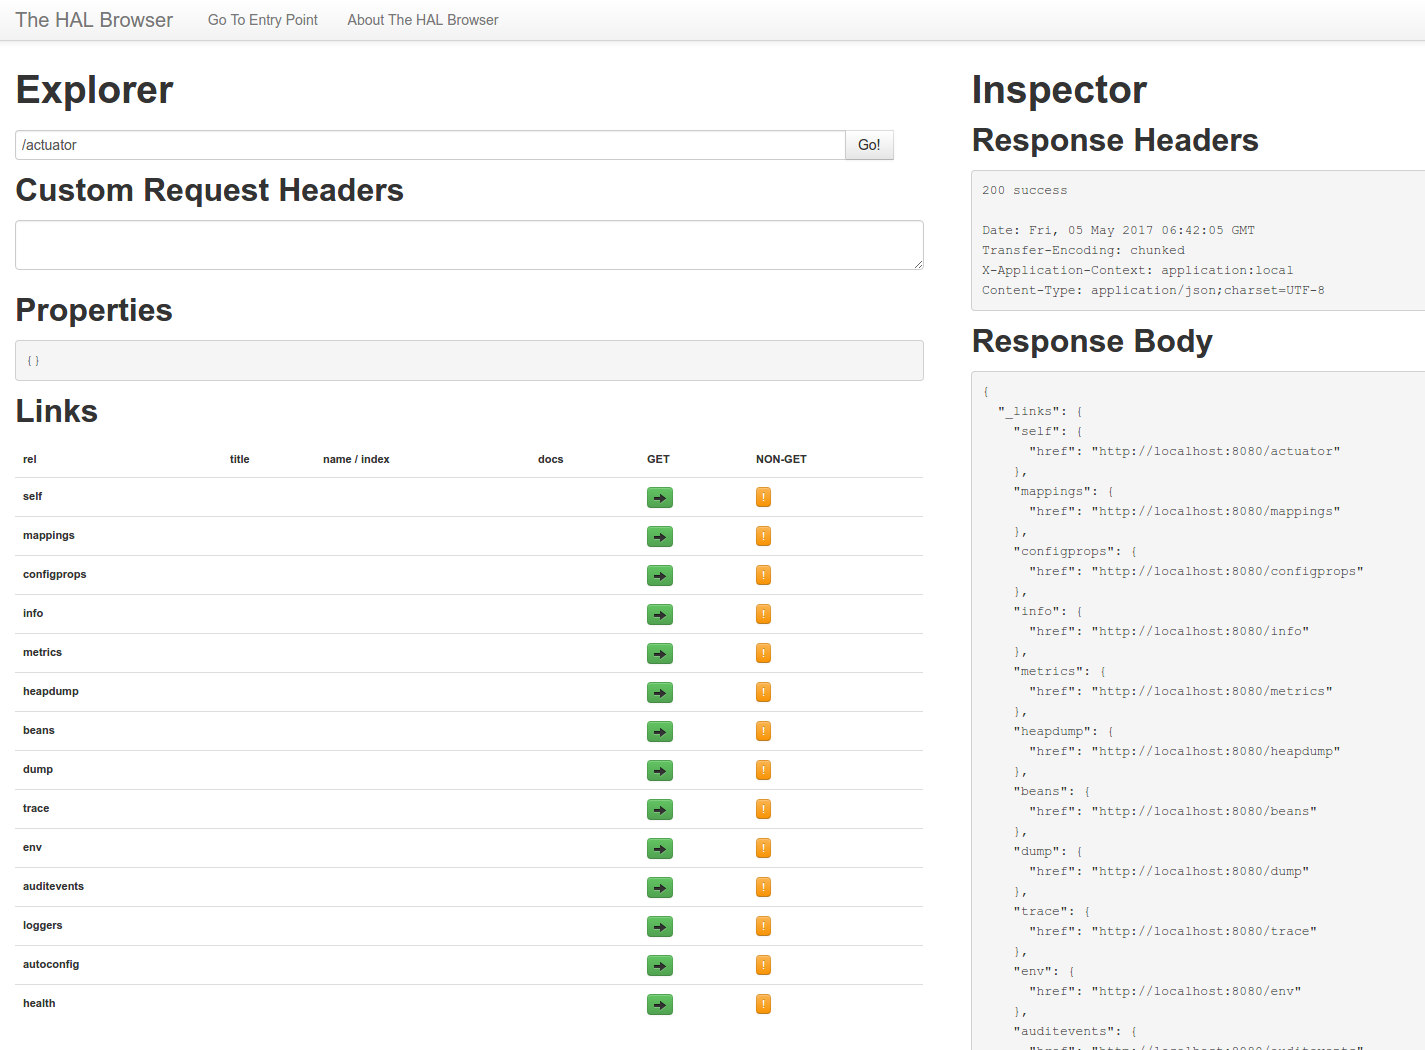 The HAL Browser Go To Entry Point About The HAL Browser
Explorer
/actuator Go!
Custom Request Headers
Properties
{}
Links
rel title name / index docs GET NON-GET
self !
mappings !
configprops !
info !
metrics !
heapdump !
beans !
dump !
trace !
env !
auditevents !
loggers !
autoconfig !
health !
Inspector
Response Headers
200 success
Date: Fri, 05 May 2017 06:42:05 GMT
Transfer-Encoding: chunked
X-Application-Context: application:local
Content-Type: application/json;charset=UTF-8
Response Body
{
"_links": {
"self": {
"href": "http://localhost:8080/actuator"
},
"mappings": {
"href": "http://localhost:8080/mappings"
},
"configprops": {
"href": "http://localhost:8080/configprops"
},
"info": {
"href": "http://localhost:8080/info"
},
"metrics": {
"href": "http://localhost:8080/metrics"
},
"heapdump": {
"href": "http://localhost:8080/heapdump"
},
"beans": {
"href": "http://localhost:8080/beans"
},
"dump": {
"href": "http://localhost:8080/dump"
},
"trace": {
"href": "http://localhost:8080/trace"
},
"env": {
"href": "http://localhost:8080/env"
},
"auditevents": {